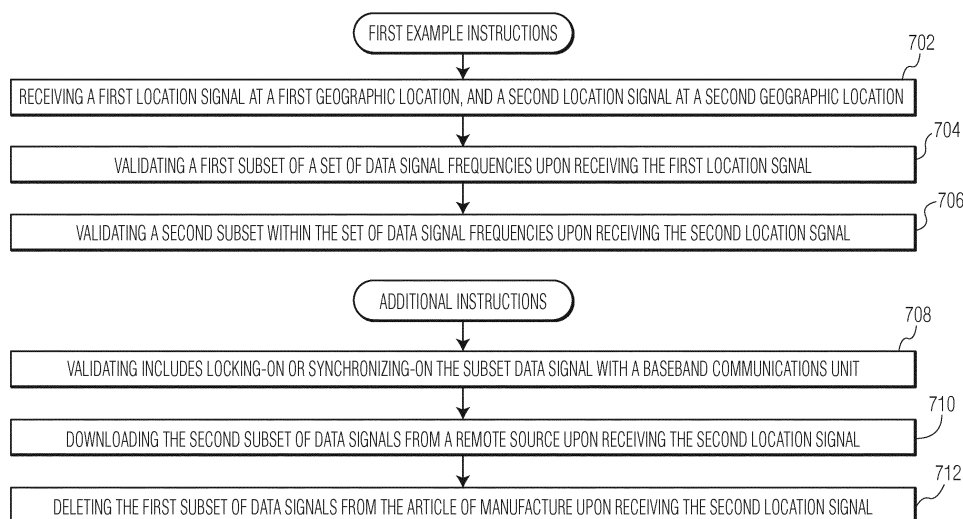 FIRST EXAMPLE INSTRUCTIONS
702
RECEIVING A FIRST LOCATION SIGNAL AT A FIRST GEOGRAPHIC LOCATION, AND A SECOND LOCATION SIGNAL AT A SECOND GEOGRAPHIC LOCATION
704
VALIDATING A FIRST SUBSET OF A SET OF DATA SIGNAL FREQUENCIES UPON RECEIVING THE FIRST LOCATION SGNAL
706
VALIDATING A SECOND SUBSET WITHIN THE SET OF DATA SIGNAL FREQUENCIES UPON RECEIVING THE SECOND LOCATION SGNAL
ADDITIONAL INSTRUCTIONS
708
VALIDATING INCLUDES LOCKING-ON OR SYNCHRONIZING-ON THE SUBSET DATA SIGNAL WITH A BASEBAND COMMUNICATIONS UNIT
710
DOWNLOADING THE SECOND SUBSET OF DATA SIGNALS FROM A REMOTE SOURCE UPON RECEIVING THE SECOND LOCATION SIGNAL
712
DELETING THE FIRST SUBSET OF DATA SIGNALS FROM THE ARTICLE OF MANUFACTURE UPON RECEIVING THE SECOND LOCATION SIGNAL